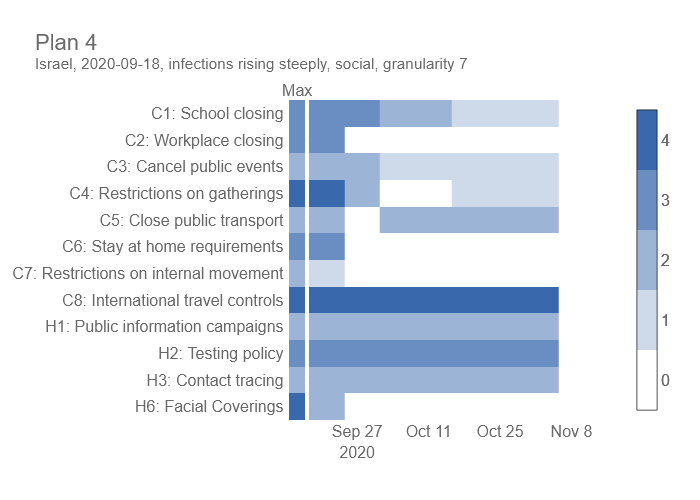 Plan 4
Israel, 2020-09-18, infections rising steeply, social, granularity 7
Max
C1: School closing
C2: Workplace closing
C3: Cancel public events
C4: Restrictions on gatherings
C5: Close public transport
C6: Stay at home requirements
C7: Restrictions on internal movement
C8: International travel controls
H1: Public information campaigns
H2: Testing policy
H3: Contact tracing
H6: Facial Coverings
Sep 27 Oct 11 Oct 25 Nov 8
2020
4
3
2
1
0